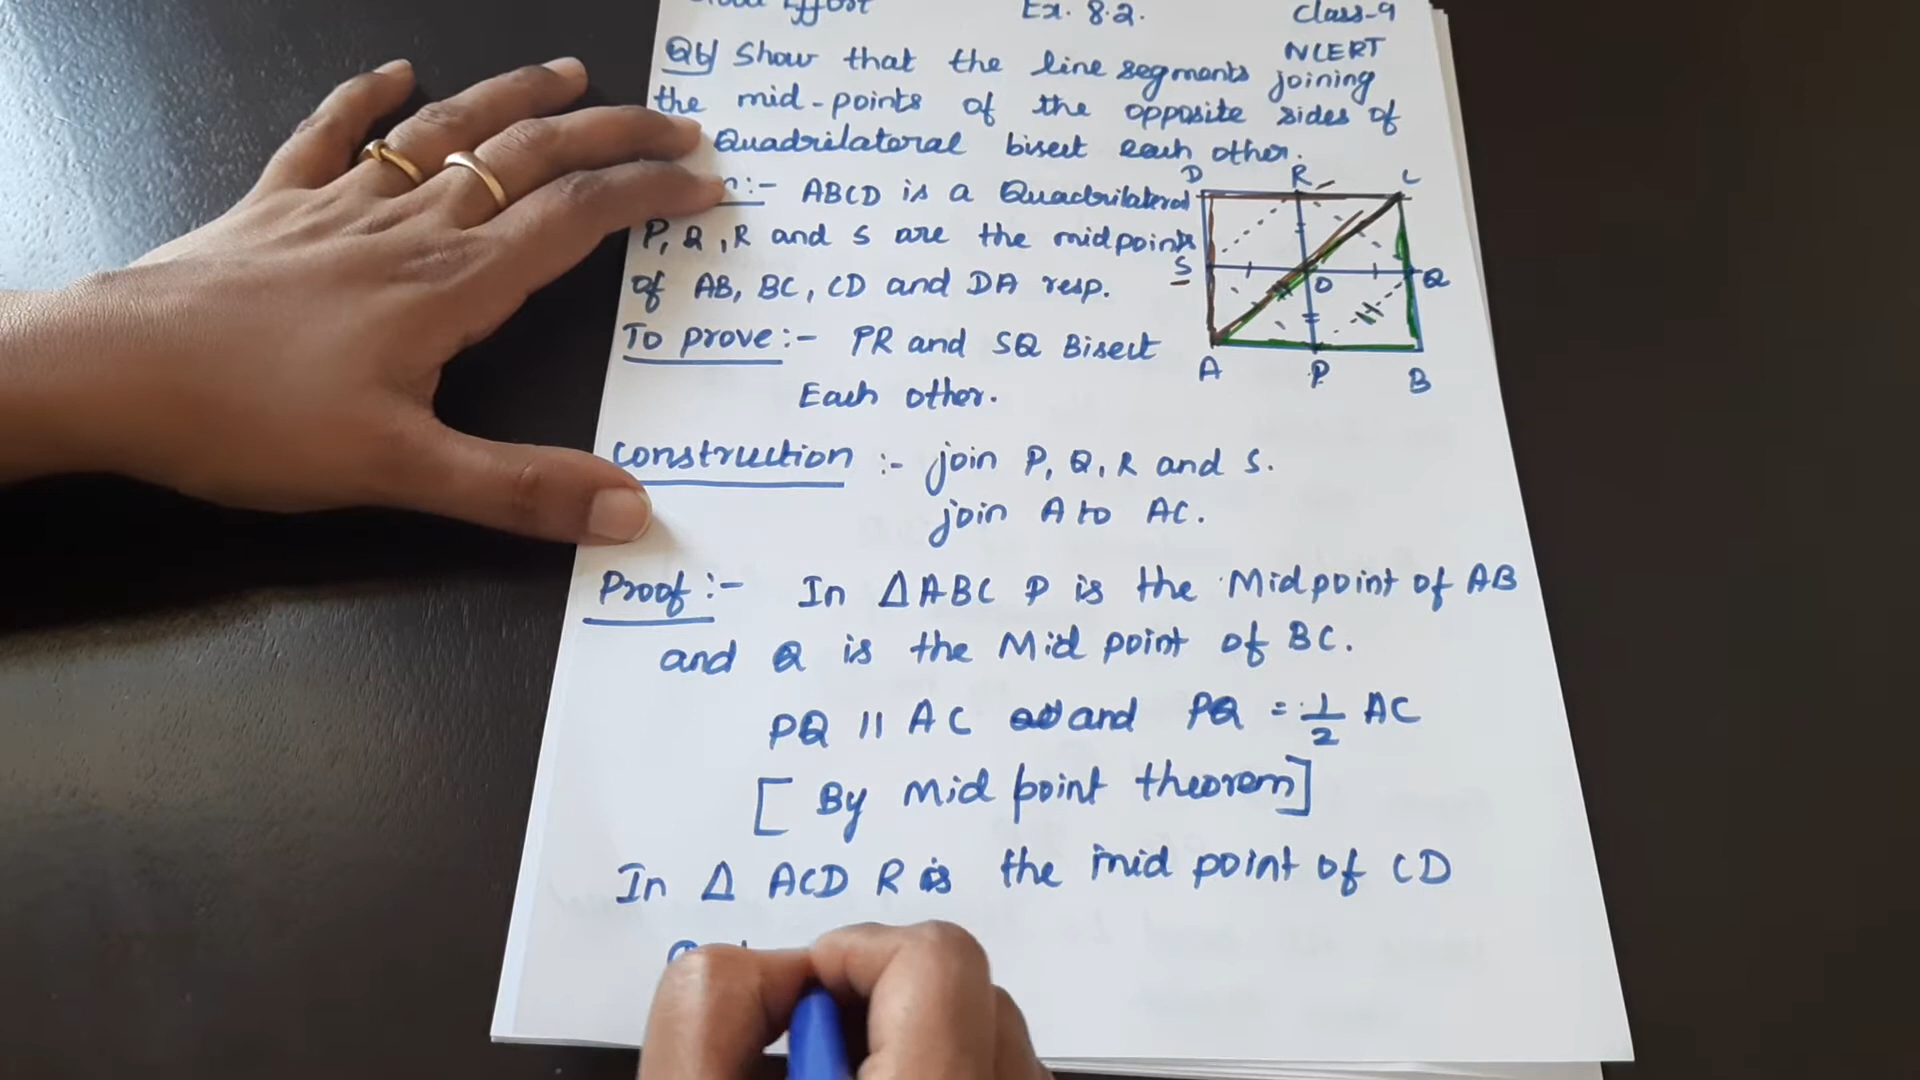 Effort Ex. 8.2. Class-9
NCERT
Q6) Show that the line segments joining
the mid-points of the opposite sides of
Quadrilateral bisect each other.
:- ABCD is a Quadrilateral
P, Q, R and S are the midpoints
of AB, BC, CD and DA resp.
To prove :- PR and SQ Bisect
Each other.
D R C
S O Q
A P B
Construction :- join P, Q, R and S.
join A to AC.
Proof :- In ΔABC P is the Midpoint of AB
and Q is the Mid point of BC.
PQ || AC and PQ = 1/2 AC
[By Mid point theorem]
In Δ ACD R is the mid point of CD